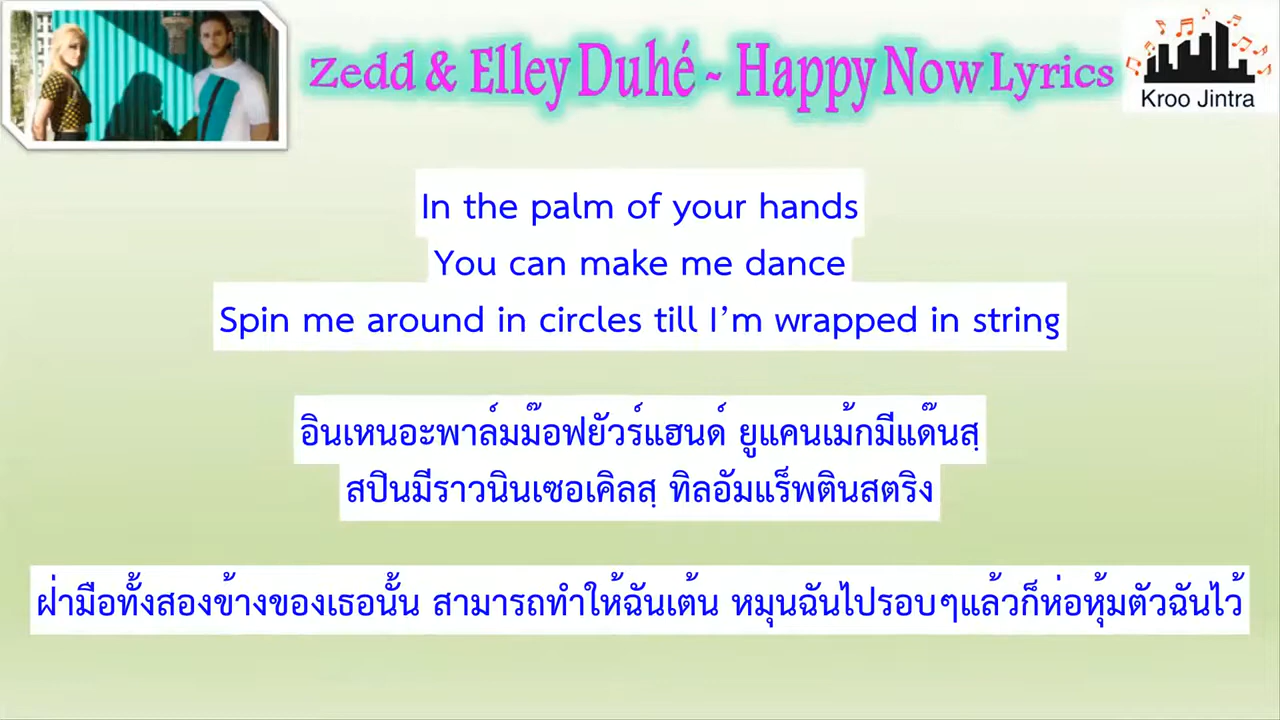 Zedd & Elley Duhé ~ Happy Now Lyrics
Kroo Jintra
In the palm of your hands
You can make me dance
Spin me around in circles till I’m wrapped in string
อินเหนอะพาล์มม๊อฟยัวร์แฮนด์ ยูแคนเม้กมีแด๊นสฺ
สปินมีราวนินเซอเคิลสฺ ทิลอัมแร็พตินสตริง
ฝ่ามือทั้งสองข้างของเธอนั้น สามารถทำให้ฉันเต้น หมุนฉันไปรอบๆแล้วก็ห่อหุ้มตัวฉันไว้